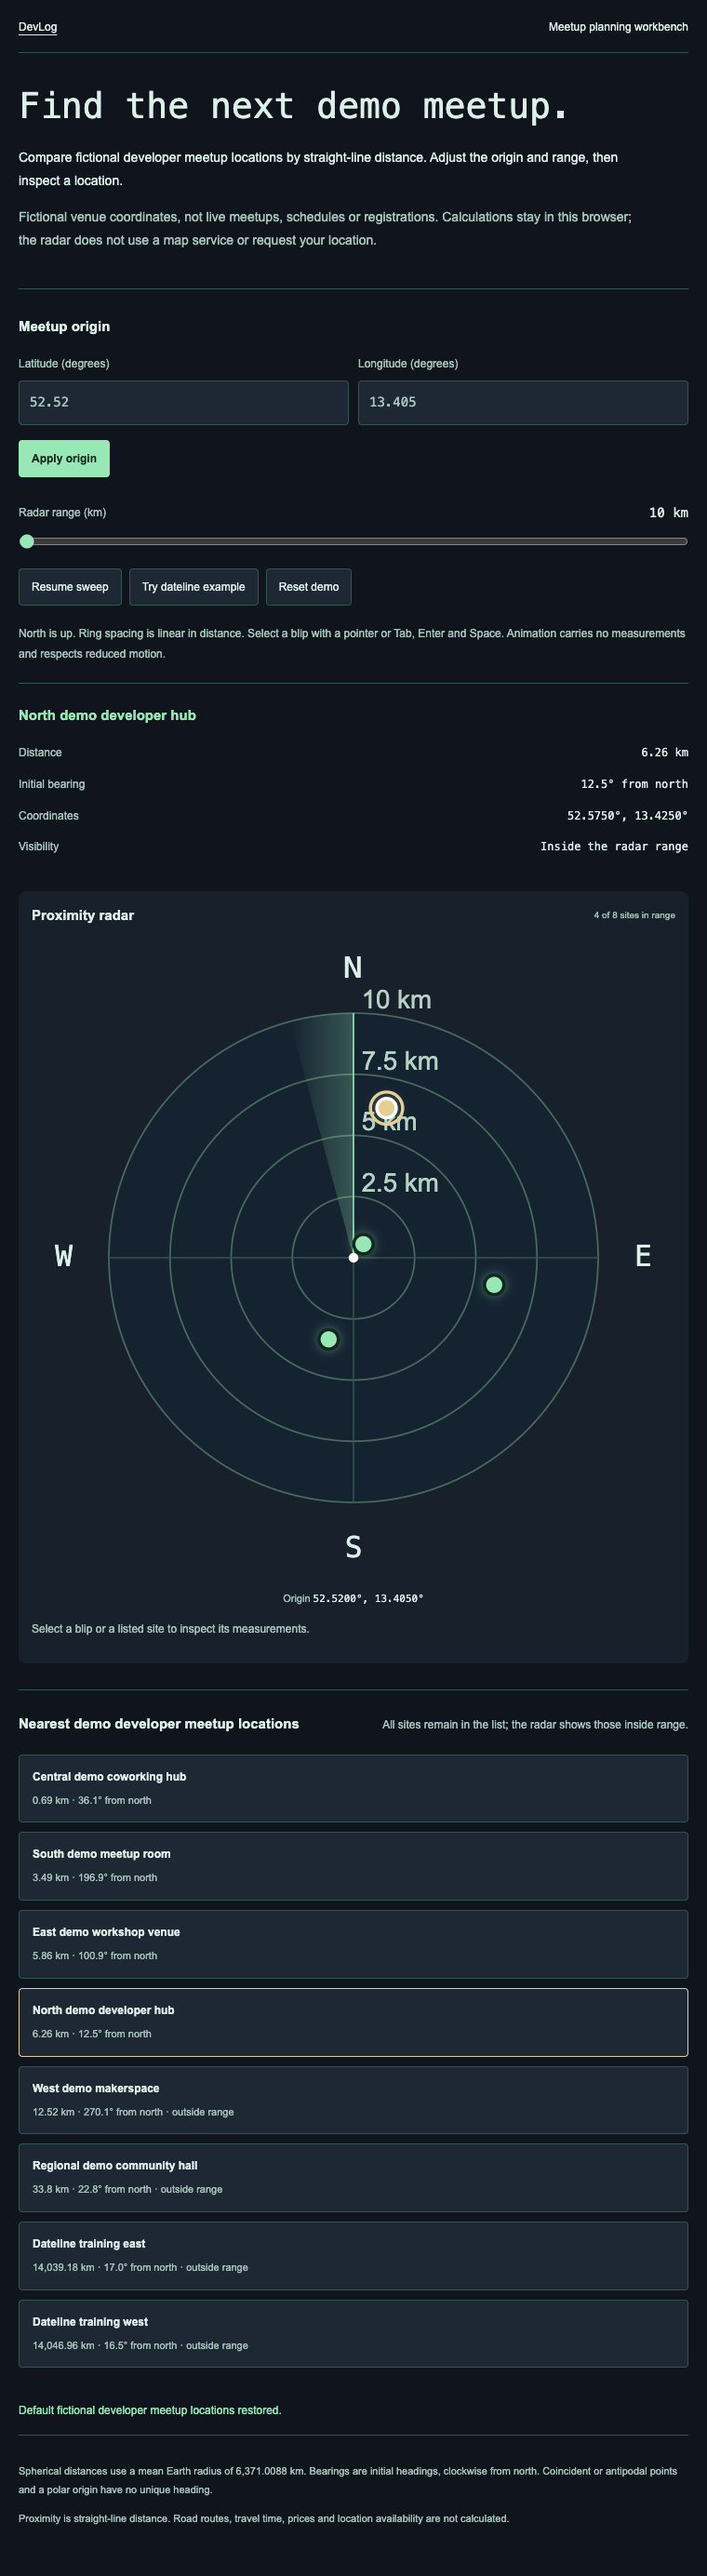 DevLog
Meetup planning workbench
Find the next demo meetup.
Compare fictional developer meetup locations by straight-line distance. Adjust the origin and range, then
inspect a location.
Fictional venue coordinates, not live meetups, schedules or registrations. Calculations stay in this browser;
the radar does not use a map service or request your location.
Meetup origin
Latitude (degrees)
Longitude (degrees)
52.52
13.405
Apply origin
Radar range (km)
10 km
Resume sweep
Try dateline example
Reset demo
North is up. Ring spacing is linear in distance. Select a blip with a pointer or Tab, Enter and Space. Animation carries no measurements
and respects reduced motion.
North demo developer hub
Distance
6.26 km
Initial bearing
12.5° from north
Coordinates
52.5750°, 13.4250°
Visibility
Inside the radar range
Proximity radar
4 of 8 sites in range
N
10 km
7.5 km
5 km
2.5 km
W
E
S
Origin 52.5200°, 13.4050°
Select a blip or a listed site to inspect its measurements.
Nearest demo developer meetup locations
All sites remain in the list; the radar shows those inside range.
Central demo coworking hub
0.69 km · 36.1° from north
South demo meetup room
3.49 km · 196.9° from north
East demo workshop venue
5.86 km · 100.9° from north
North demo developer hub
6.26 km · 12.5° from north
West demo makerspace
12.52 km · 270.1° from north · outside range
Regional demo community hall
33.8 km · 22.8° from north · outside range
Dateline training east
14,039.18 km · 17.0° from north · outside range
Dateline training west
14,046.96 km · 16.5° from north · outside range
Default fictional developer meetup locations restored.
Spherical distances use a mean Earth radius of 6,371.0088 km. Bearings are initial headings, clockwise from north. Coincident or antipodal points
and a polar origin have no unique heading.
Proximity is straight-line distance. Road routes, travel time, prices and location availability are not calculated.